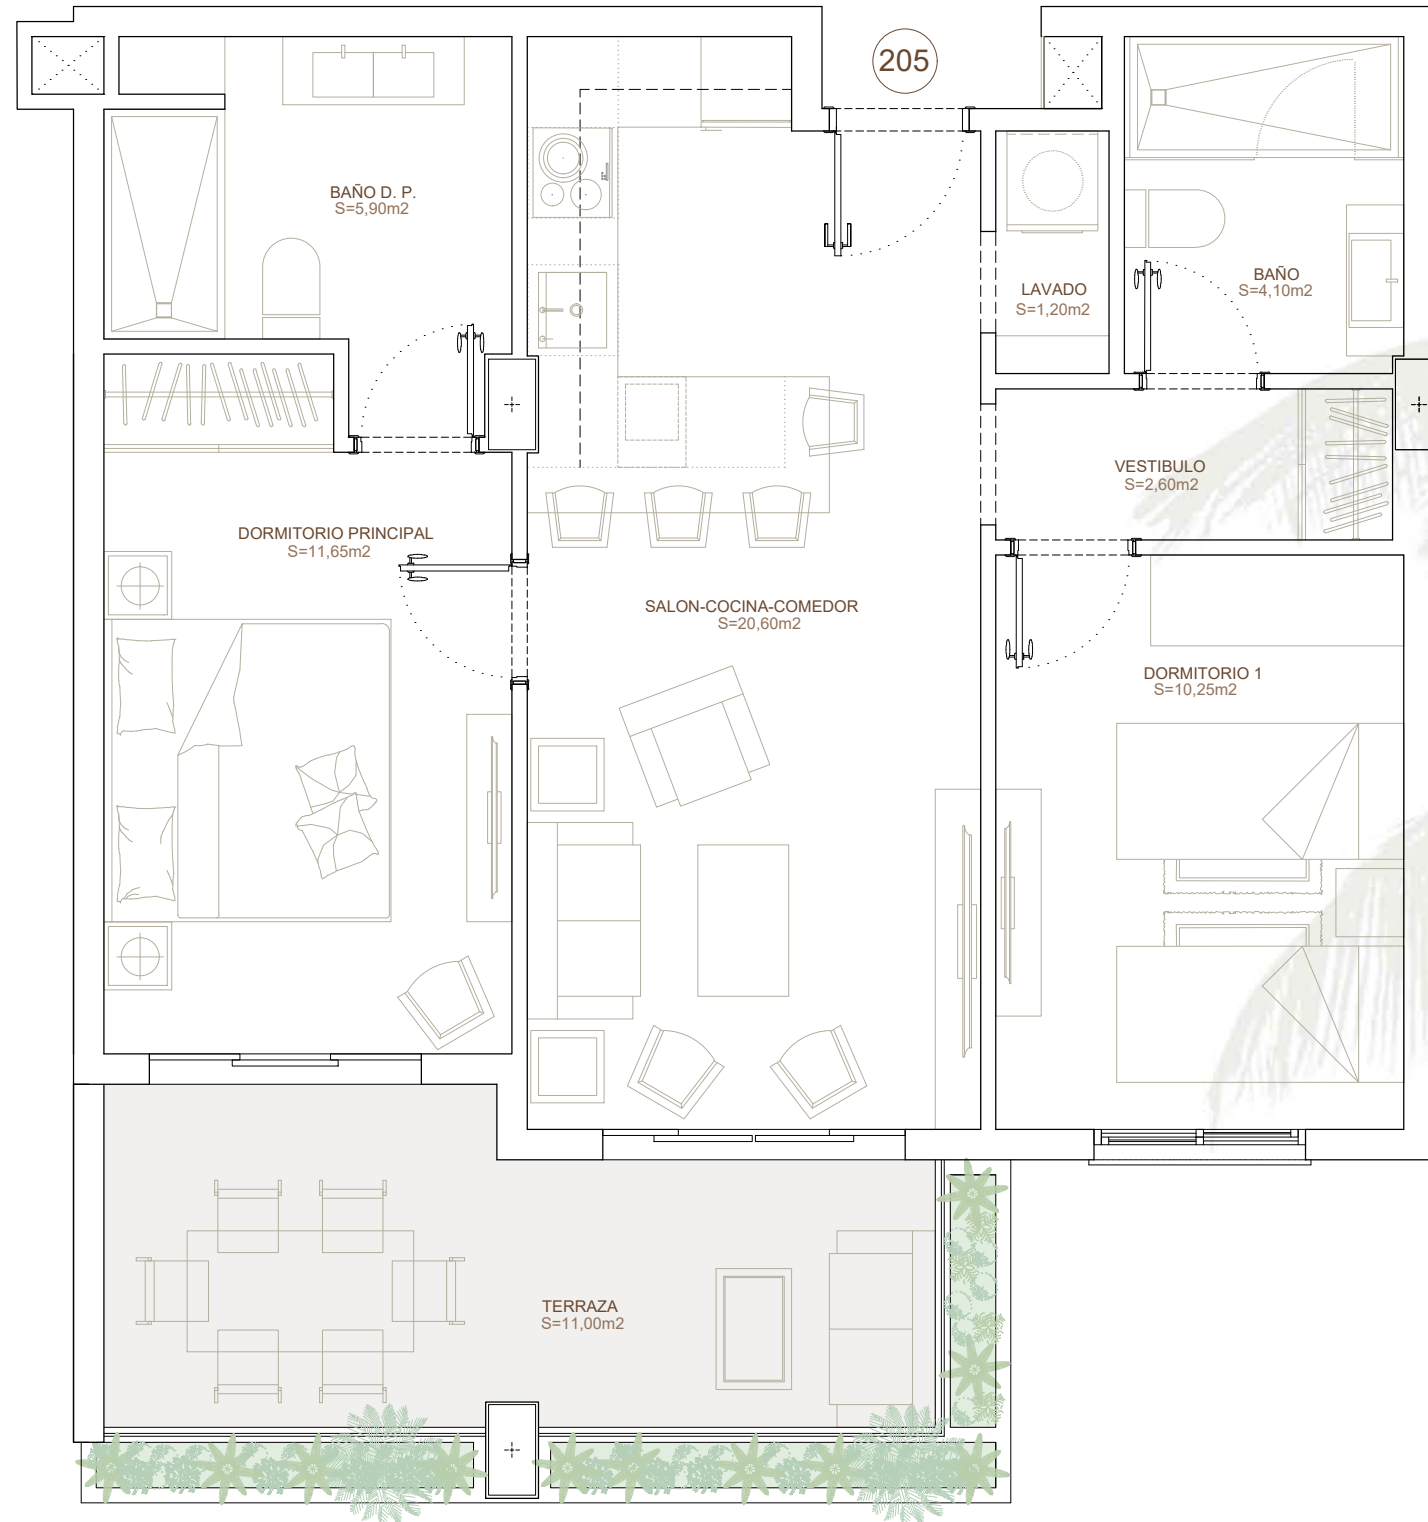 205
BAÑO D. P.
S=5,90m2
LAVADO
S=1,20m2
BAÑO
S=4,10m2
VESTIBULO
S=2,60m2
DORMITORIO PRINCIPAL
S=11,65m2
SALON-COCINA-COMEDOR
S=20,60m2
DORMITORIO 1
S=10,25m2
TERRAZA
S=11,00m2